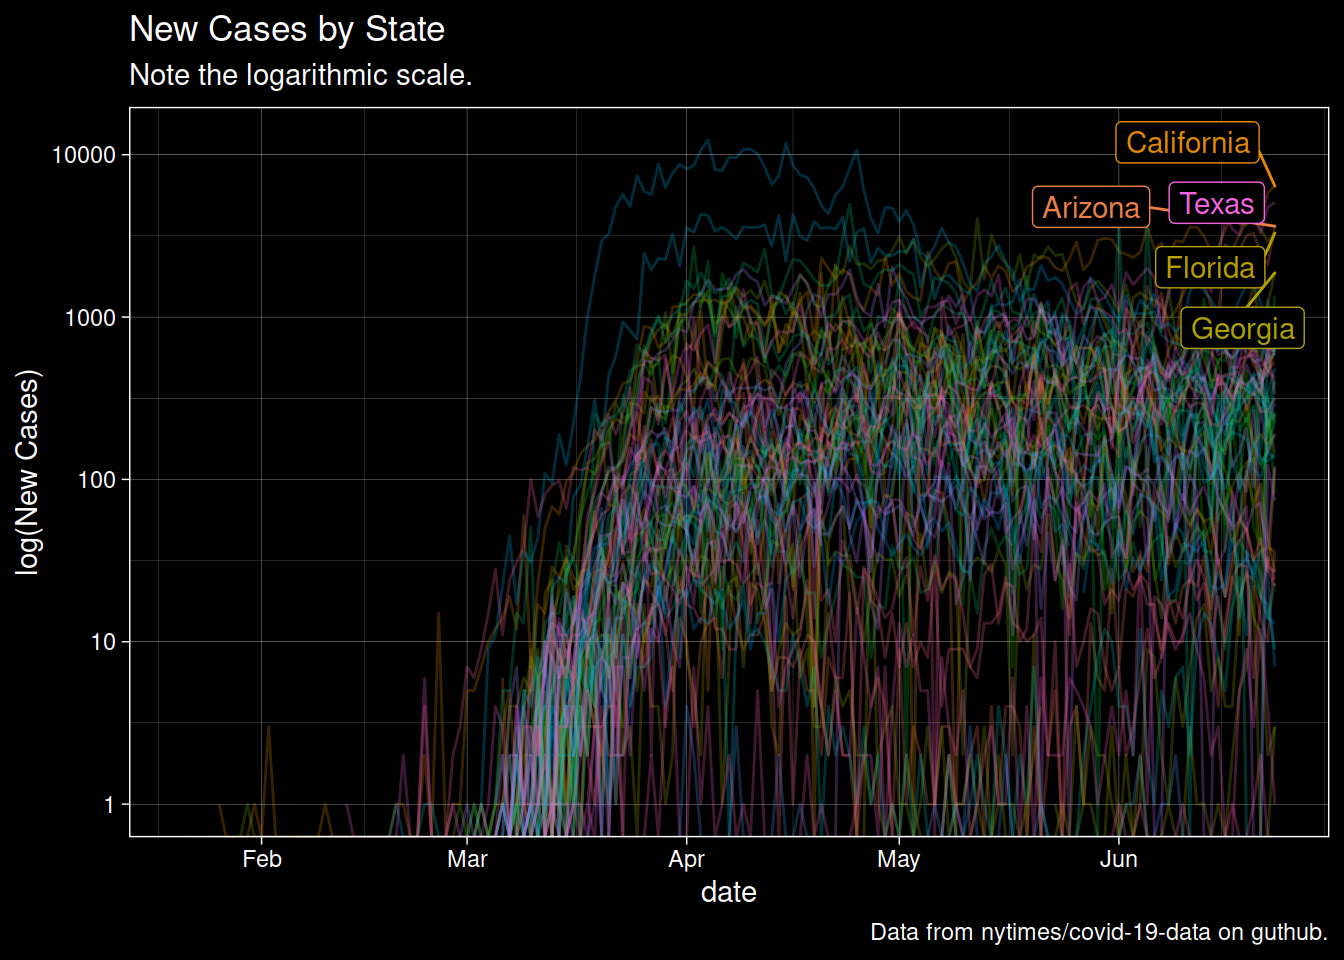 New Cases by State
Note the logarithmic scale.
10000
1000
100
10
1
log(New Cases)
California
Arizona
Texas
Florida
Georgia
Feb
Mar
Apr
May
Jun
date
Data from nytimes/covid-19-data on guthub.